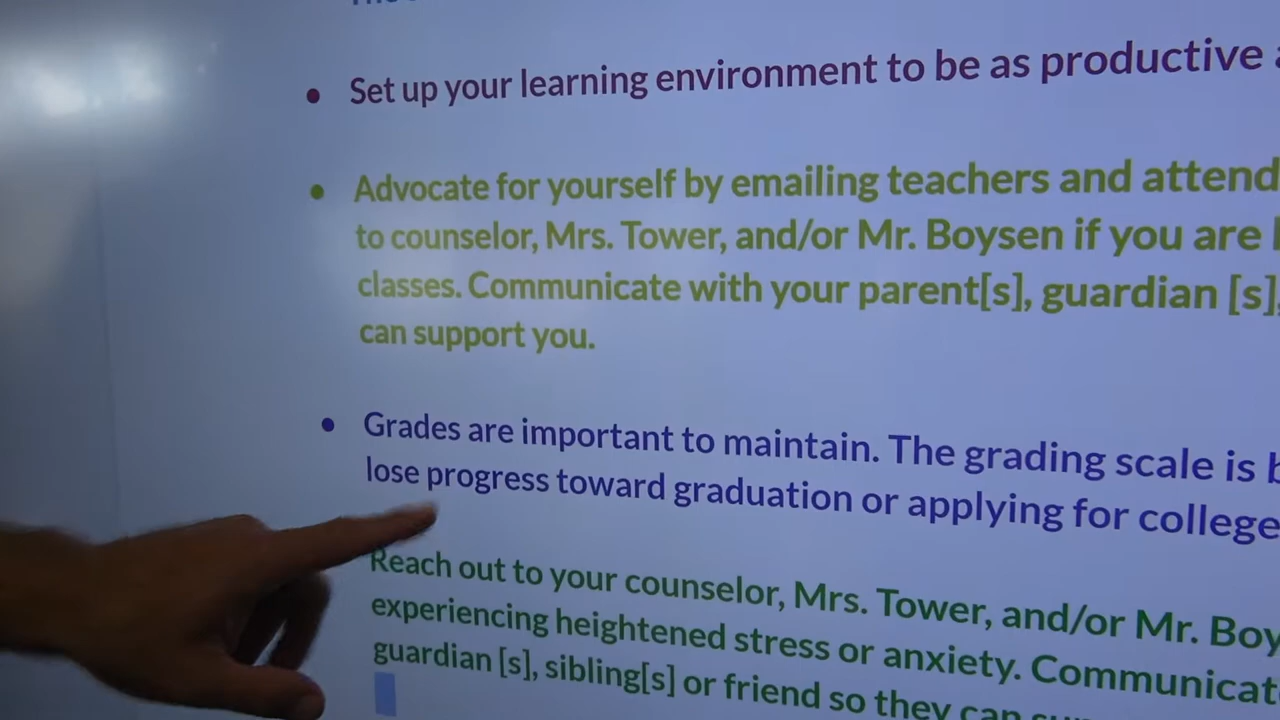 Set up your learning environment to be as productive
Advocate for yourself by emailing teachers and attend
to counselor, Mrs. Tower, and/or Mr. Boysen if you are
classes. Communicate with your parent[s], guardian [s],
can support you.
Grades are important to maintain. The grading scale is
lose progress toward graduation or applying for college
Reach out to your counselor, Mrs. Tower, and/or Mr. Boy
experiencing heightened stress or anxiety. Communicat
guardian [s], sibling[s] or friend so they can